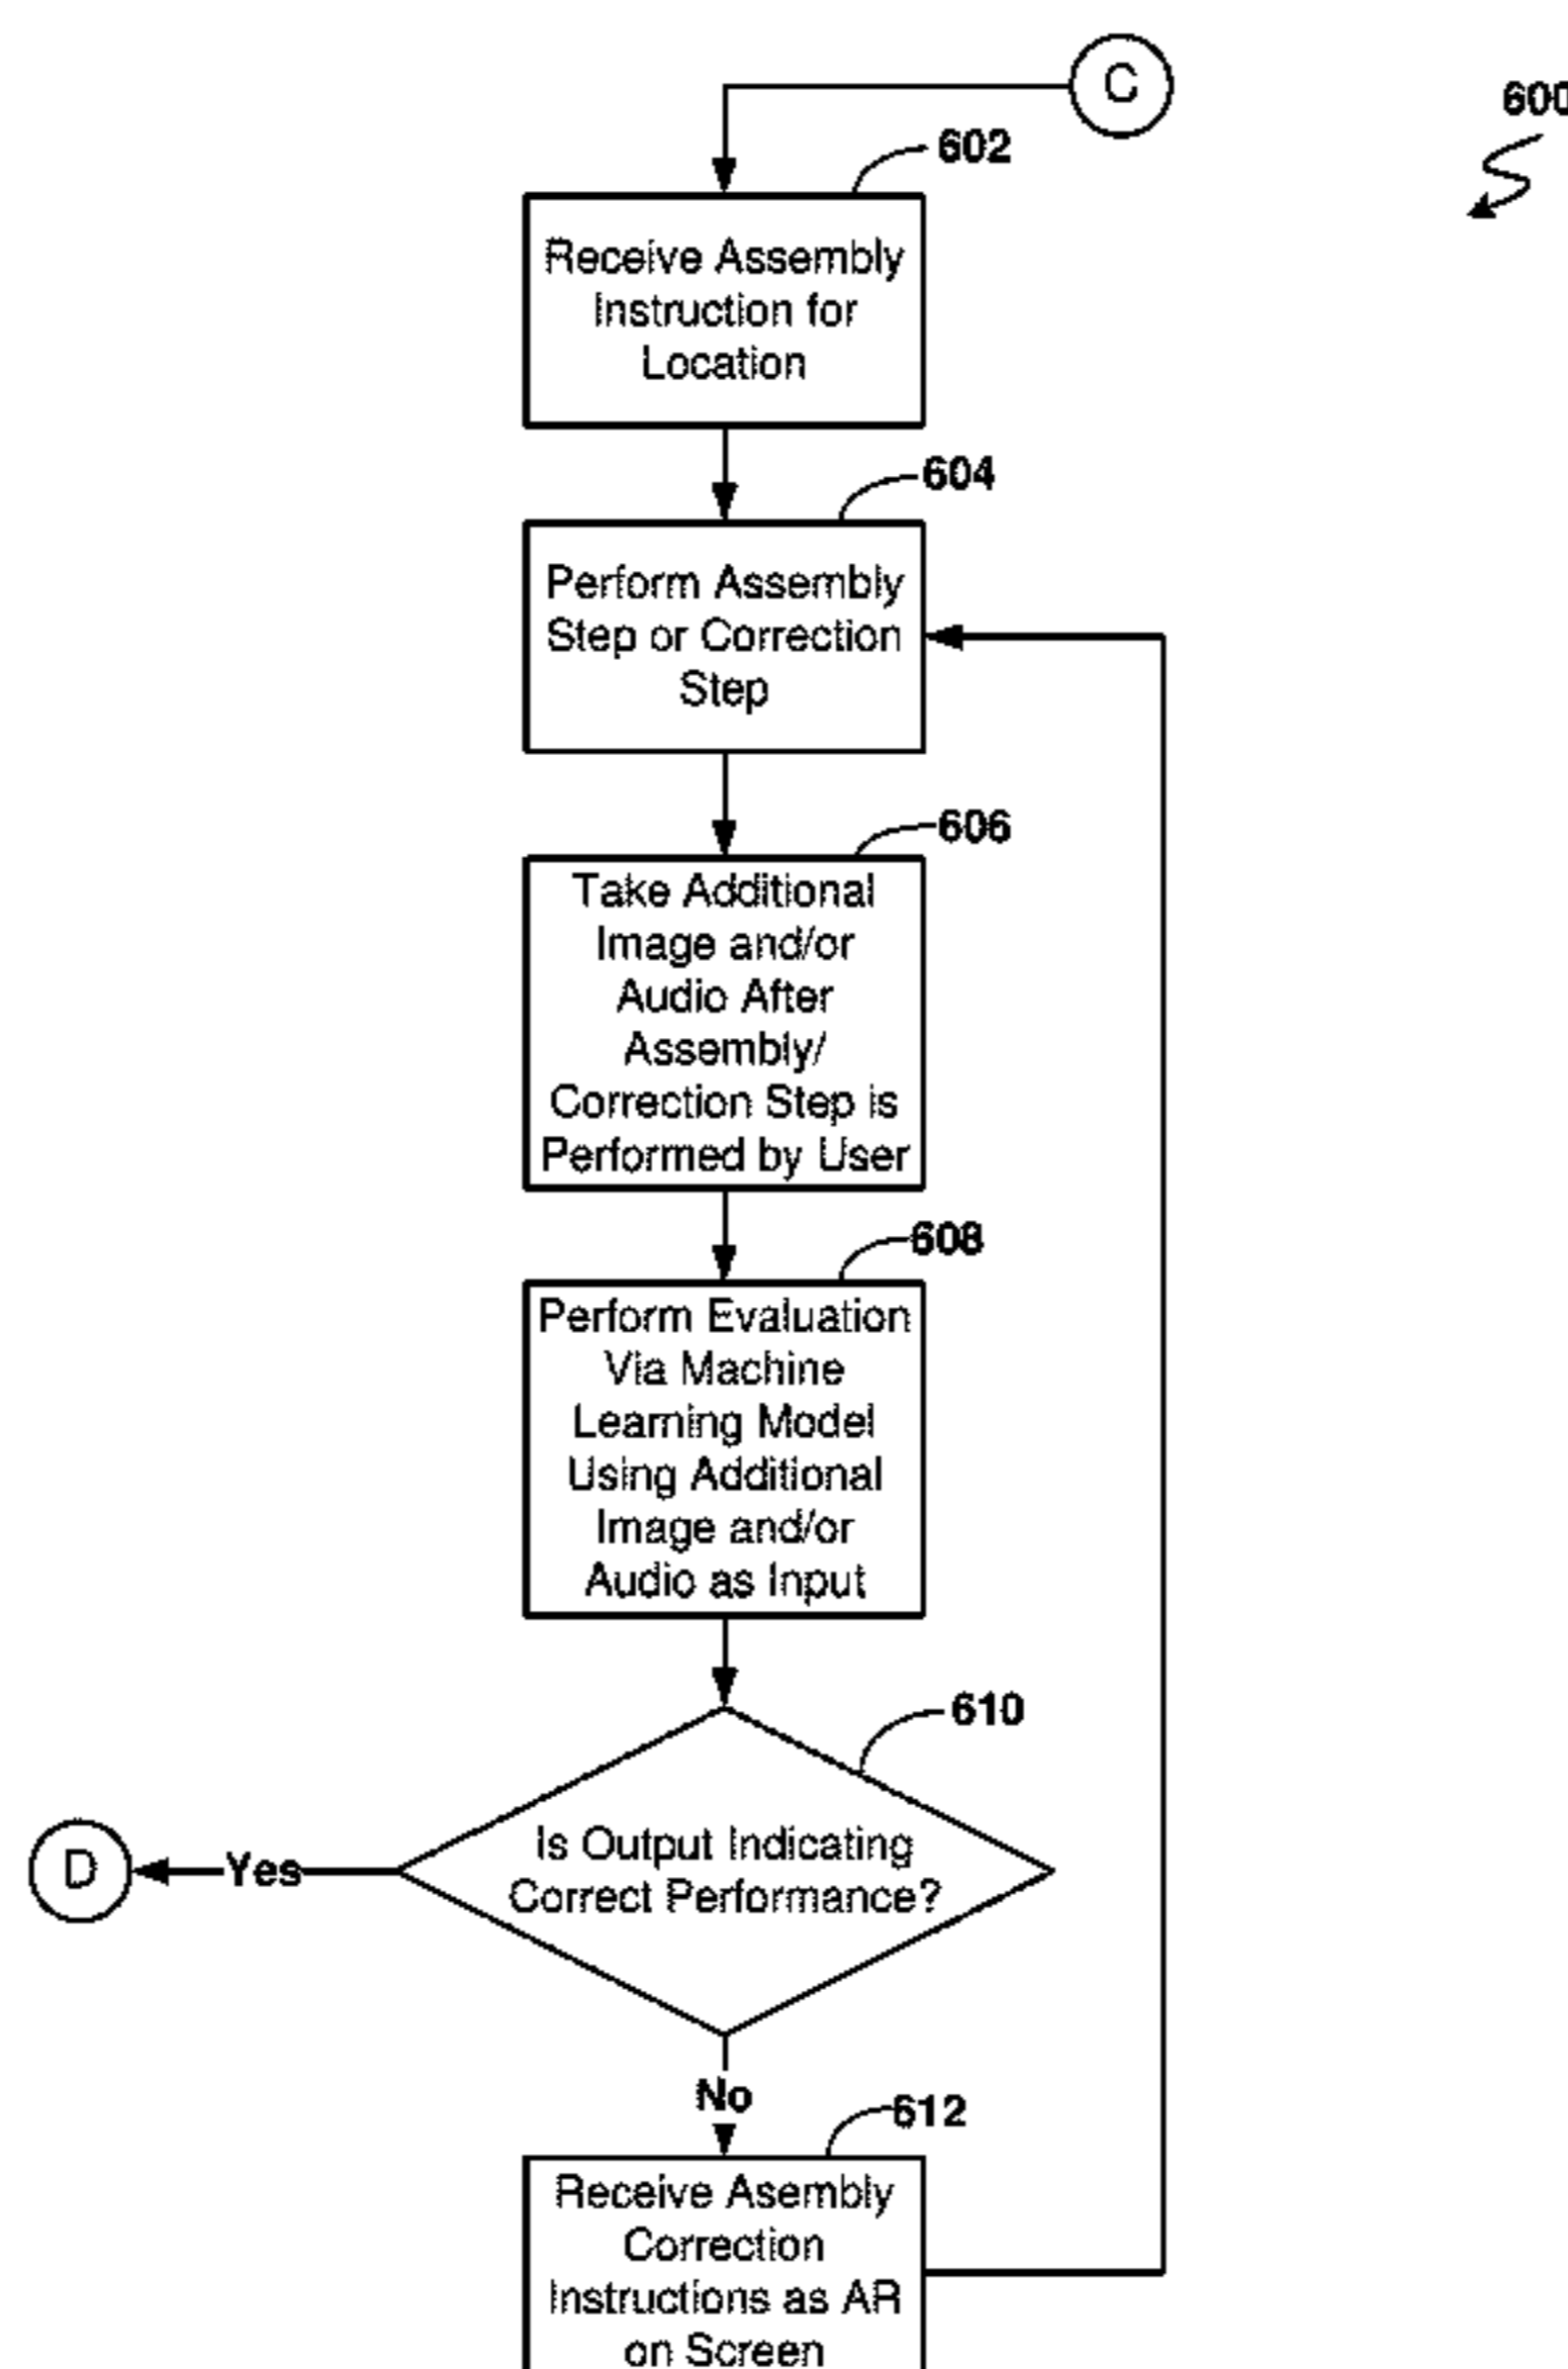 C
600
602
Receive Assembly
Instruction for
Location
604
Perform Assembly
Step or Correction
Step
606
Take Additional
Image and/or
Audio After
Assembly/
Correction Step is
Performed by User
608
Perform Evaluation
Via Machine
Learning Model
Using Additional
Image and/or
Audio as Input
610
Is Output Indicating
Correct Performance?
Yes
D
No
612
Receive Asembly
Correction
Instructions as AR
on Screen